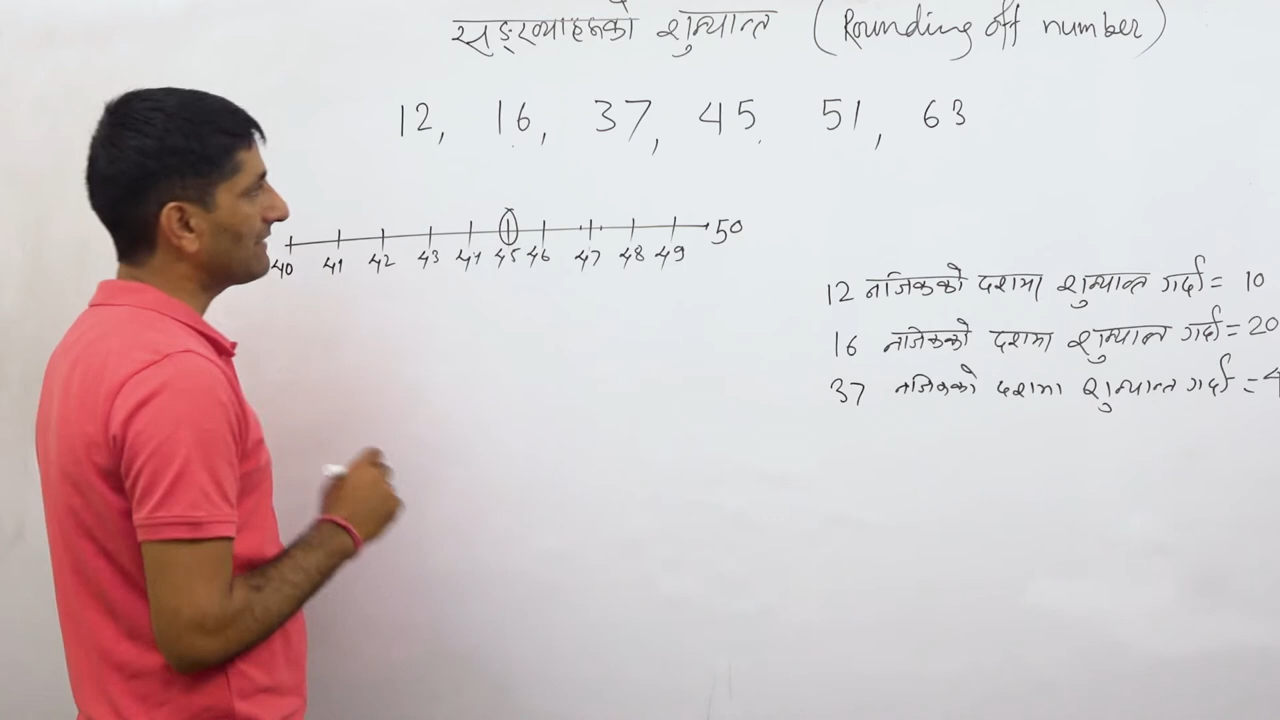 सङ्ख्याहरूको शुन्यान्त (Rounding off number)
12, 16, 37, 45, 51, 63
40 41 42 43 44 45 46 47 48 49 50
12 नजिकको दशमा शुन्यान्त गर्दा = 10
16 नजिकको दशमा शुन्यान्त गर्दा = 20
37 नजिकको दशमा शुन्यान्त गर्दा = 4